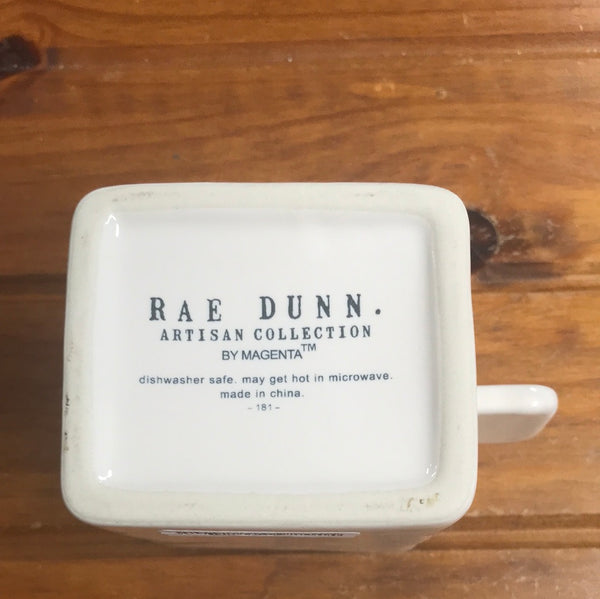 RAE DUNN.
ARTISAN COLLECTION
BY MAGENTA™
dishwasher safe. may get hot in microwave.
made in china.
– 181 –